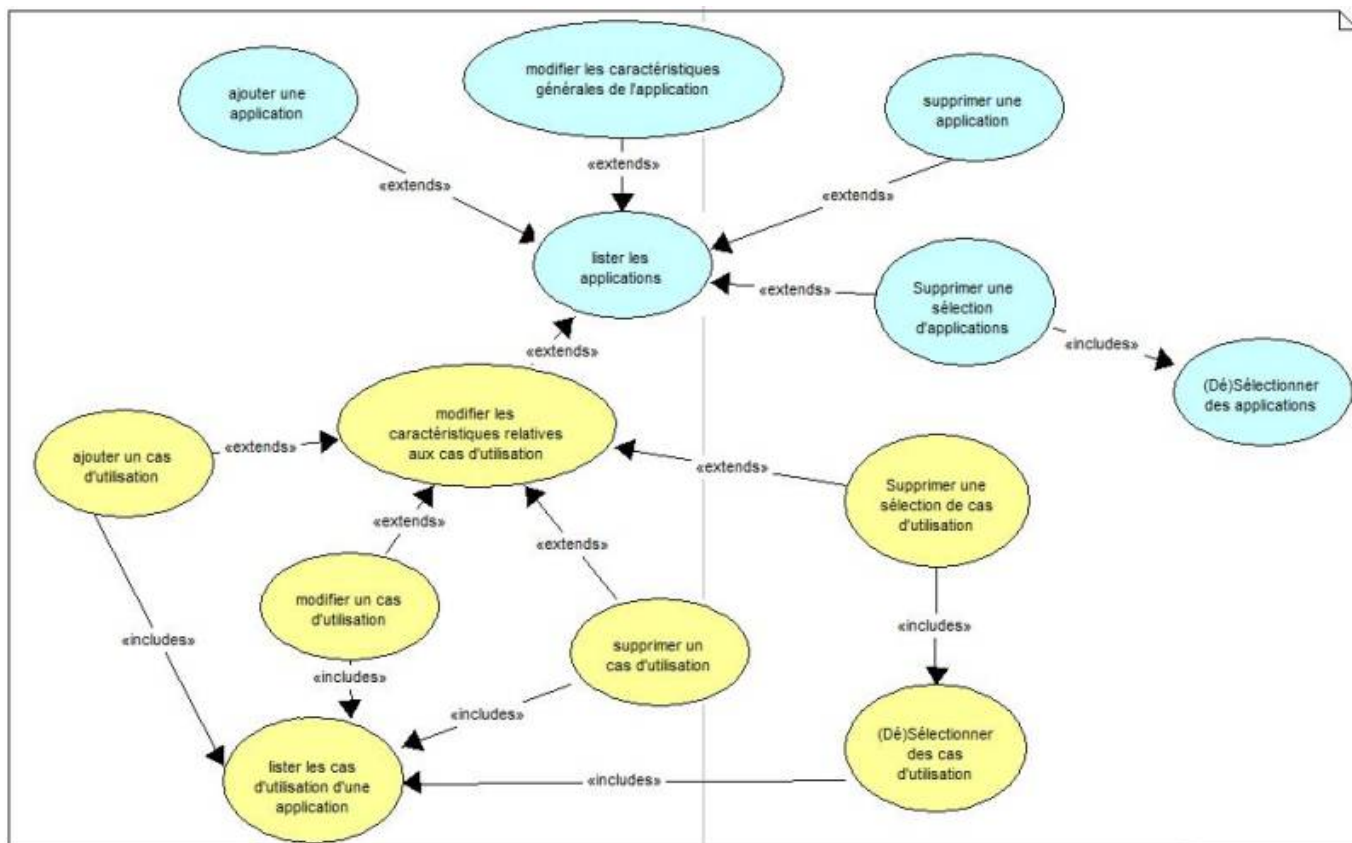 modifier les caractéristiques
générales de l'application
ajouter une
application
supprimer une
application
«extends»
«extends»
«extends»
lister les
applications
«extends»
Supprimer une
sélection
d'applications
«includes»
«extends»
(Dé)Sélectionner
des applications
modifier les
caractéristiques relatives
aux cas d'utilisation
ajouter un cas
d'utilisation
«extends»
«extends»
Supprimer une
sélection de cas
d'utilisation
«extends»
«extends»
modifier un cas
d'utilisation
«includes»
«includes»
supprimer un
cas d'utilisation
«includes»
«includes»
(Dé)Sélectionner
des cas
d'utilisation
lister les cas
d'utilisation d'une
application
«includes»